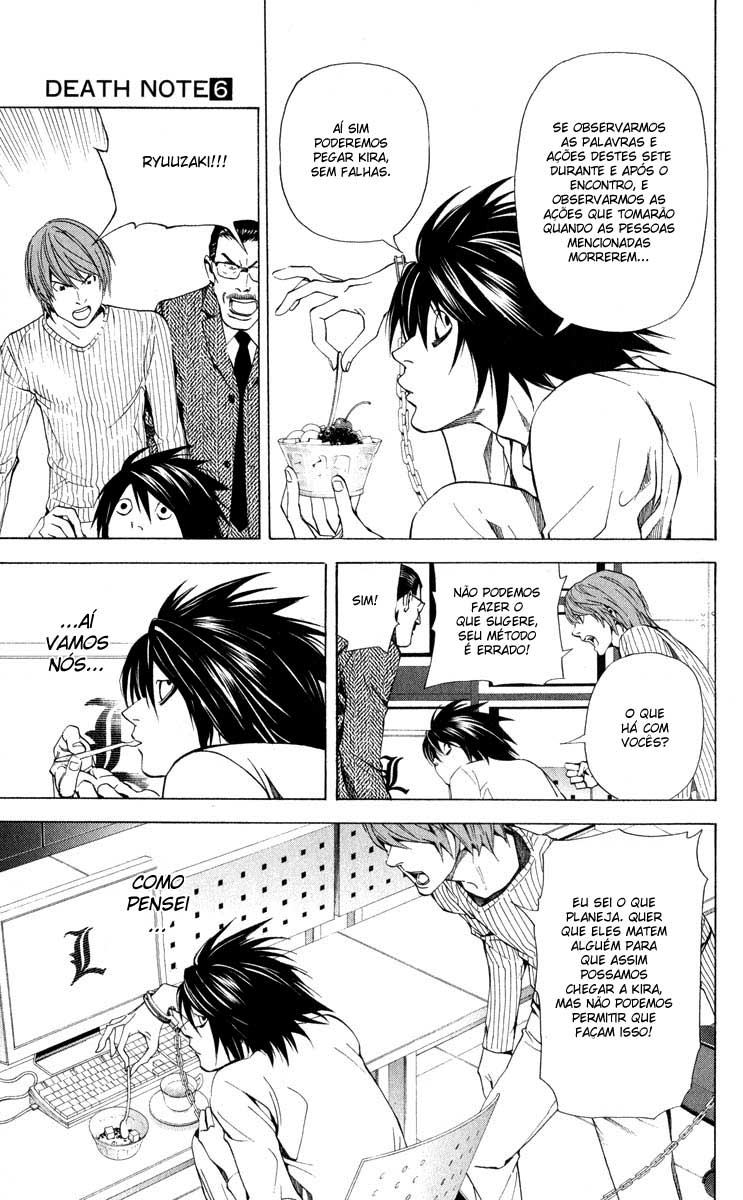 DEATH NOTE 6
SE OBSERVARMOS
AS PALAVRAS E
AÇÕES DESTES SETE
DURANTE E APÓS O
ENCONTRO, E
OBSERVARMOS AS
AÇÕES QUE TOMARÃO
QUANDO AS PESSOAS
MENCIONADAS
MORREREM...
AÍ SIM
PODEREMOS
PEGAR KIRA,
SEM FALHAS.
RYUUZAKI!!!
NÃO PODEMOS
FAZER O
QUE SUGERE,
SEU MÉTODO
É ERRADO!
SIM!
O QUE
HÁ COM
VOCÊS?
...AÍ
VAMOS
NÓS...
EU SEI O QUE
PLANEJA. QUER
QUE ELES MATEM
ALGUÉM PARA
QUE ASSIM
POSSAMOS
CHEGAR A KIRA,
MAS NÃO PODEMOS
PERMITIR QUE
FAÇAM ISSO!
COMO
PENSEI
...
L
L
L